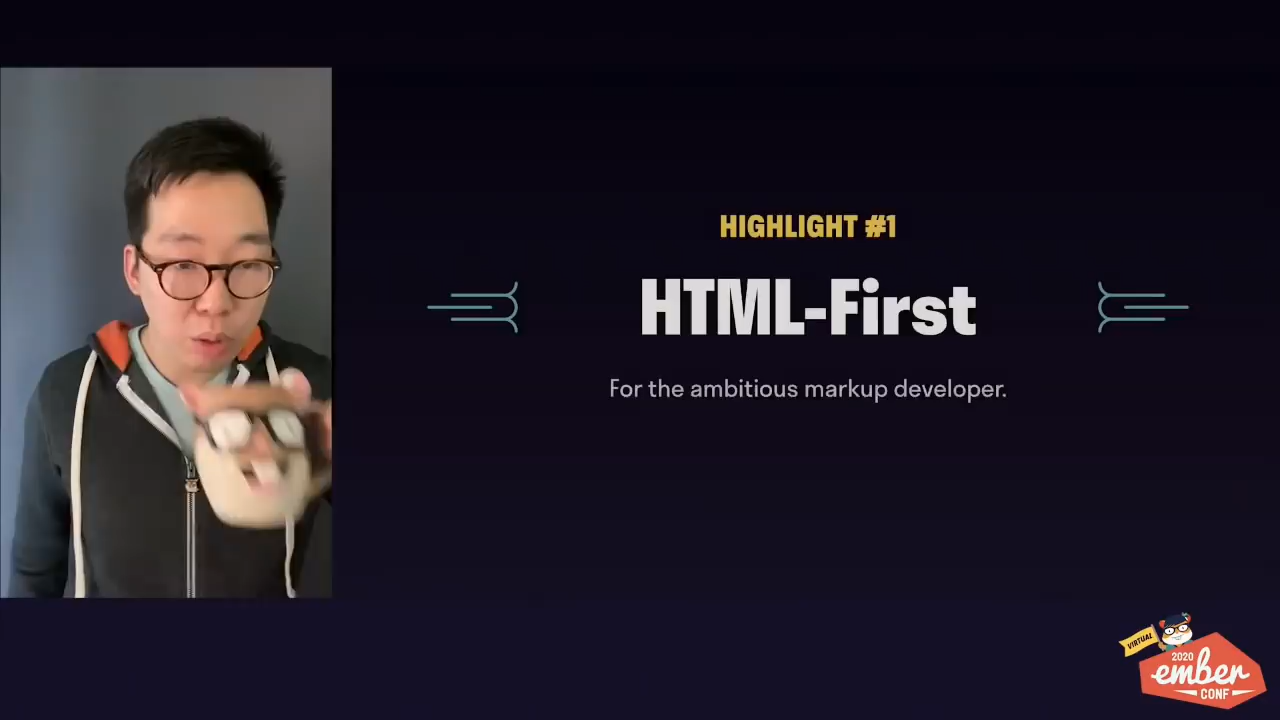 HIGHLIGHT #1
HTML-First
For the ambitious markup developer.
VIRTUAL
2020
ember
CONF